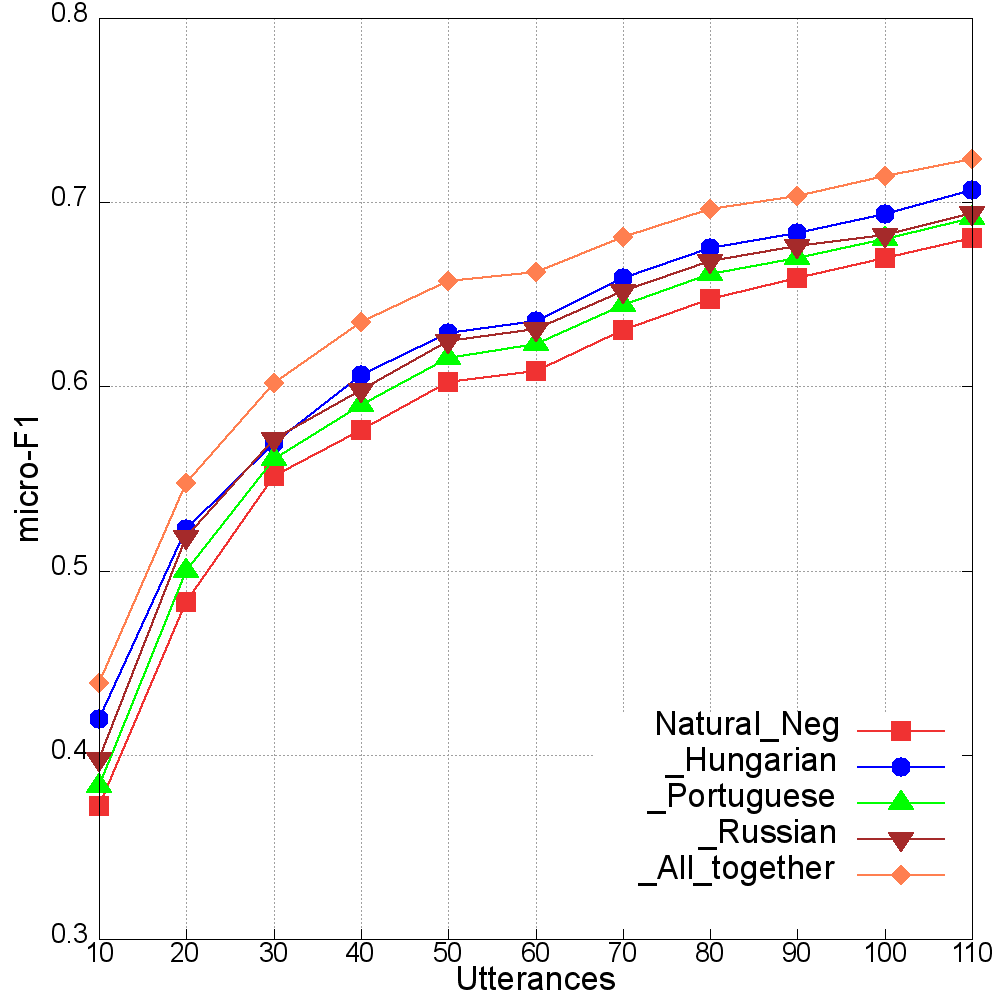 0.8
0.7
0.6
0.5
0.4
0.3
micro-F1
10 20 30 40 50 60 70 80 90 100 110
Utterances
Natural_Neg
_Hungarian
_Portuguese
_Russian
_All_together